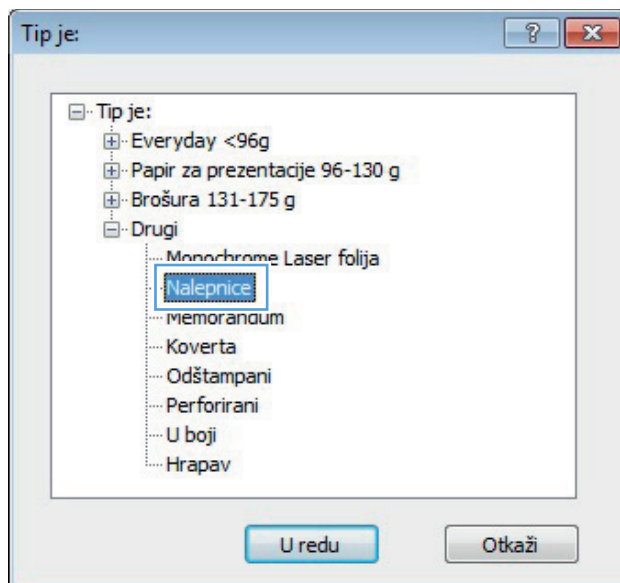 Tip je:
Tip je:
Everyday <96g
Papir za prezentacije 96-130 g
Brošura 131-175 g
Drugi
Monochrome Laser folija
Nalepnice
Memorandum
Koverta
Odštampani
Perforirani
U boji
Hrapav
U redu
Otkaži